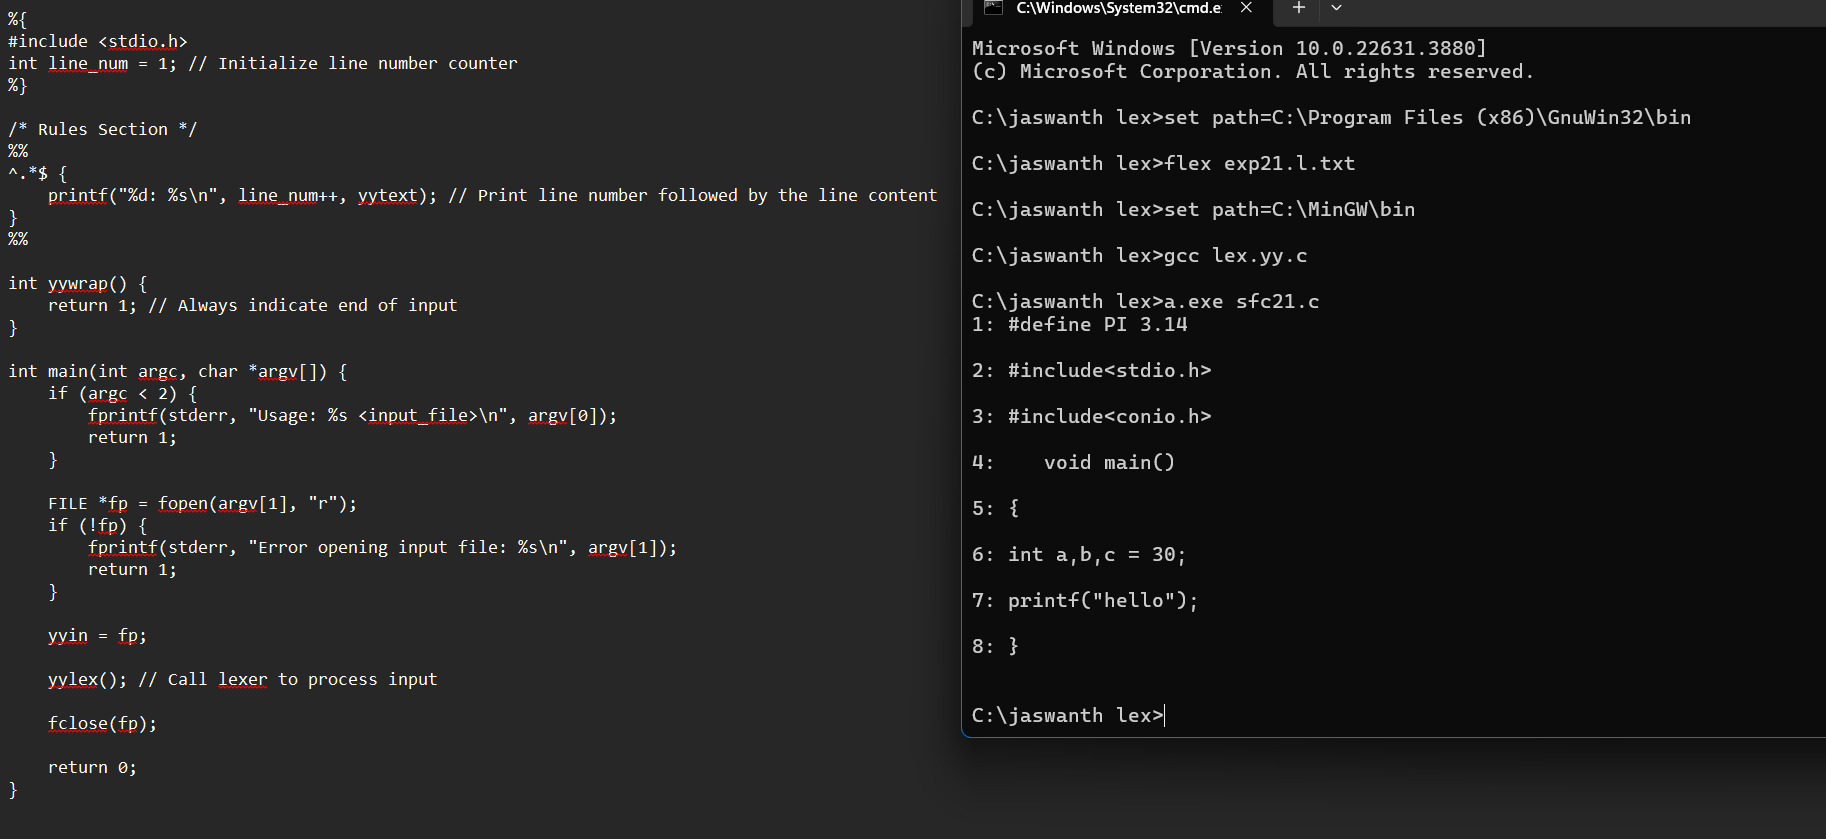 %{
#include <stdio.h>
int line_num = 1; // Initialize line number counter
%}
/* Rules Section */
%%
^.*$ {
    printf("%d: %s\n", line_num++, yytext); // Print line number followed by the line content
}
%%
int yywrap() {
    return 1; // Always indicate end of input
}
int main(int argc, char *argv[]) {
    if (argc < 2) {
        fprintf(stderr, "Usage: %s <input_file>\n", argv[0]);
        return 1;
    }
    FILE *fp = fopen(argv[1], "r");
    if (!fp) {
        fprintf(stderr, "Error opening input file: %s\n", argv[1]);
        return 1;
    }
    yyin = fp;
    yylex(); // Call lexer to process input
    fclose(fp);
    return 0;
}
C:\Windows\System32\cmd.e
Microsoft Windows [Version 10.0.22631.3880]
(c) Microsoft Corporation. All rights reserved.
C:\jaswanth lex>set path=C:\Program Files (x86)\GnuWin32\bin
C:\jaswanth lex>flex exp21.l.txt
C:\jaswanth lex>set path=C:\MinGW\bin
C:\jaswanth lex>gcc lex.yy.c
C:\jaswanth lex>a.exe sfc21.c
1: #define PI 3.14
2: #include<stdio.h>
3: #include<conio.h>
4:    void main()
5: {
6: int a,b,c = 30;
7: printf("hello");
8: }
C:\jaswanth lex>